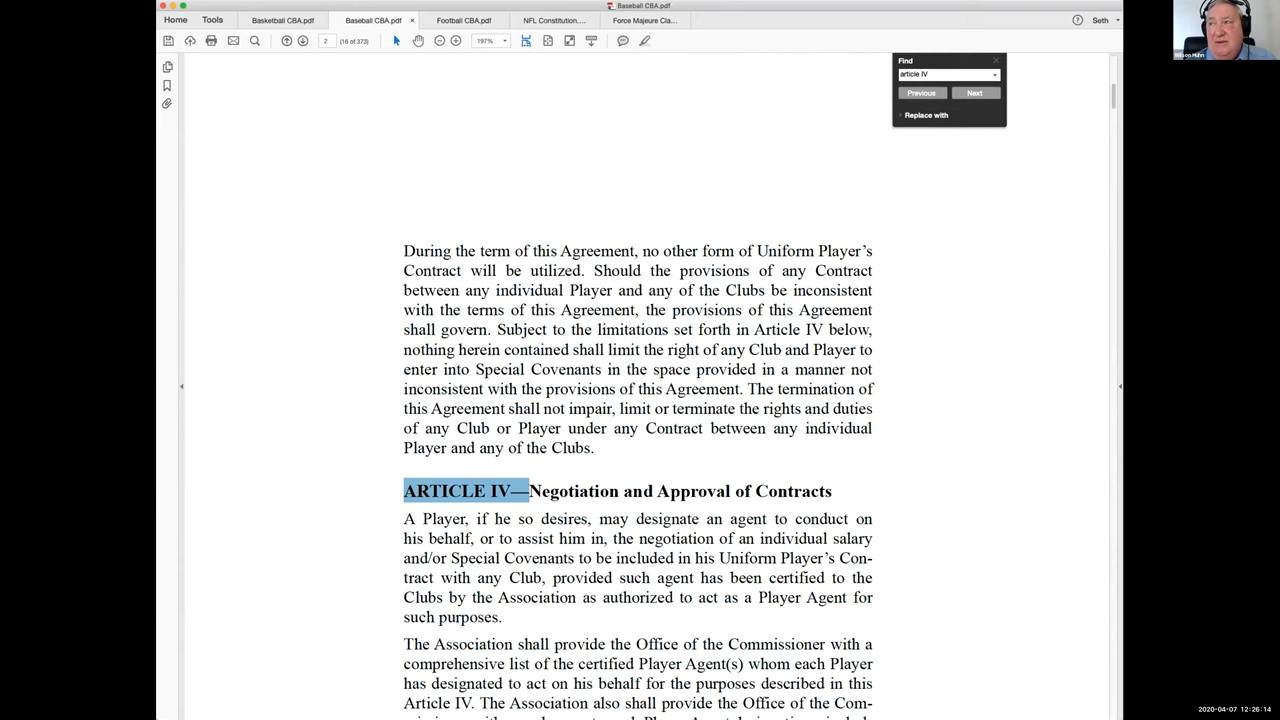 Baseball CBA.pdf
Home Tools Basketball CBA.pdf Baseball CBA.pdf × Football CBA.pdf NFL Constitution.... Force Majeure Cla... Seth
2 (16 of 373) 197%
Find
article IV
Previous Next
Replace with
During the term of this Agreement, no other form of Uniform Player’s
Contract will be utilized. Should the provisions of any Contract
between any individual Player and any of the Clubs be inconsistent
with the terms of this Agreement, the provisions of this Agreement
shall govern. Subject to the limitations set forth in Article IV below,
nothing herein contained shall limit the right of any Club and Player to
enter into Special Covenants in the space provided in a manner not
inconsistent with the provisions of this Agreement. The termination of
this Agreement shall not impair, limit or terminate the rights and duties
of any Club or Player under any Contract between any individual
Player and any of the Clubs.
ARTICLE IV—Negotiation and Approval of Contracts
A Player, if he so desires, may designate an agent to conduct on
his behalf, or to assist him in, the negotiation of an individual salary
and/or Special Covenants to be included in his Uniform Player’s Con-
tract with any Club, provided such agent has been certified to the
Clubs by the Association as authorized to act as a Player Agent for
such purposes.
The Association shall provide the Office of the Commissioner with a
comprehensive list of the certified Player Agent(s) whom each Player
has designated to act on his behalf for the purposes described in this
Article IV. The Association also shall provide the Office of the Com-
2020-04-07 12:26:14